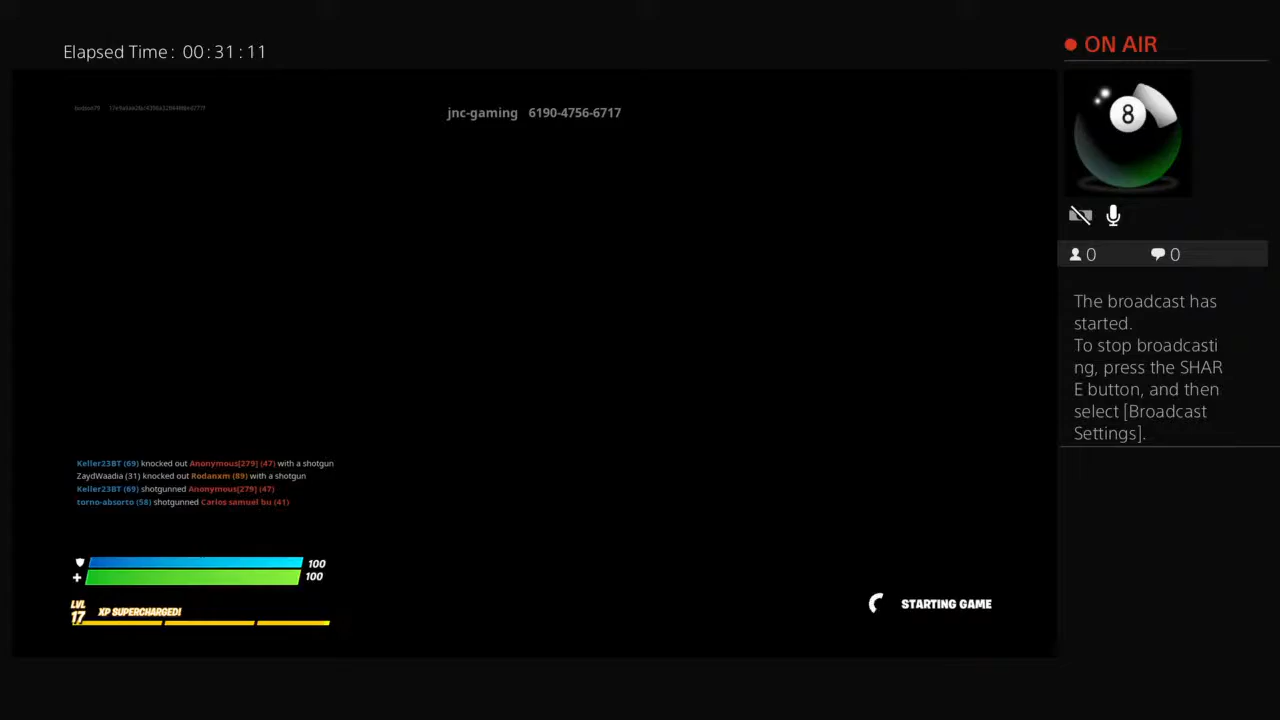 Elapsed Time: 00:31:11
ON AIR
jnc-gaming 6190-4756-6717
8
0 0
The broadcast has
started.
To stop broadcasti
ng, press the SHAR
E button, and then
select [Broadcast
Settings].
Keller23BT (69) knocked out Anonymous[279] (47) with a shotgun
ZaydWaadia (31) knocked out Rodanxm (89) with a shotgun
Keller23BT (69) shotgunned Anonymous[279] (47)
torno-absorto (58) shotgunned Carlos samuel bu (41)
100
100
LVL
17 XP SUPERCHARGED!
STARTING GAME